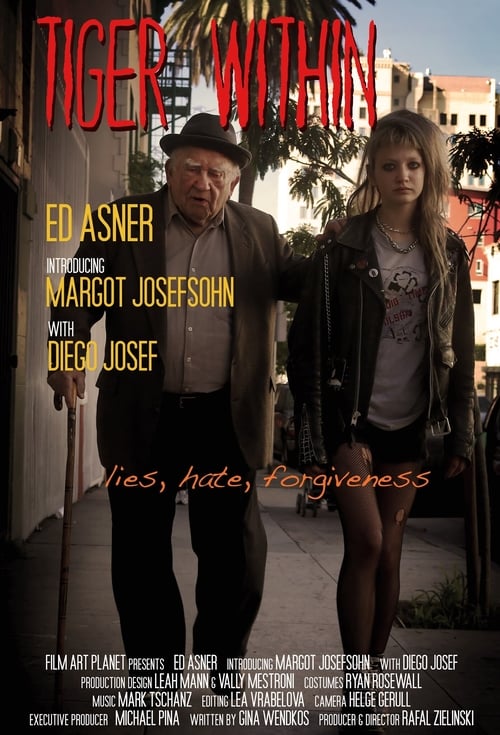 TIGER WITHIN
ED ASNER
INTRODUCING
MARGOT JOSEFSOHN
WITH
DIEGO JOSEF
lies, hate, forgiveness
FILM ART PLANET PRESENTS ED ASNER INTRODUCING MARGOT JOSEFSOHN WITH DIEGO JOSEF
PRODUCTION DESIGN LEAH MANN & VALLY MESTRONI COSTUMES RYAN ROSEWALL
MUSIC MARK TSCHANZ EDITING LEA VRABELOVA CAMERA HELGE GERULL
EXECUTIVE PRODUCER MICHAEL PINA WRITTEN BY GINA WENDKOS PRODUCER & DIRECTOR RAFAL ZIELINSKI